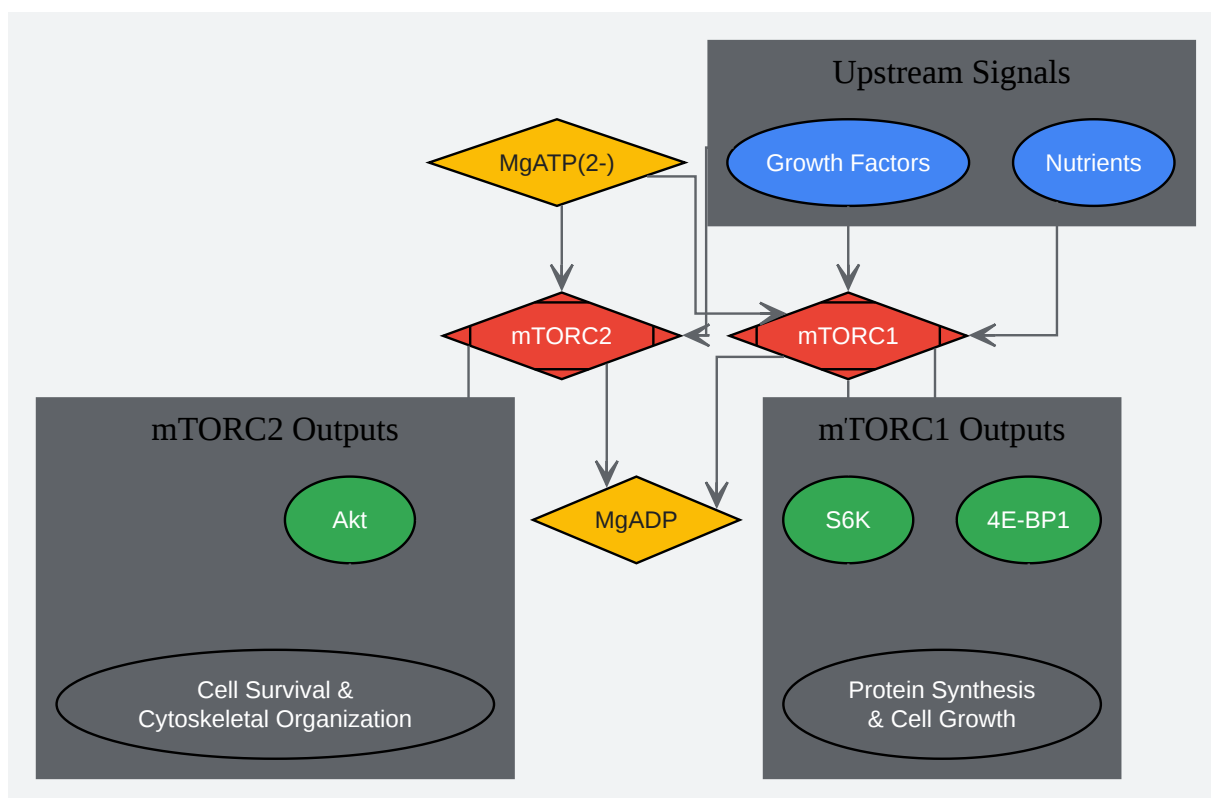 Upstream Signals
MgATP(2-)
Growth Factors
Nutrients
mTORC2
mTORC1
mTORC2 Outputs
mTORC1 Outputs
Akt
MgADP
S6K
4E-BP1
Cell Survival &
Cytoskeletal Organization
Protein Synthesis
& Cell Growth